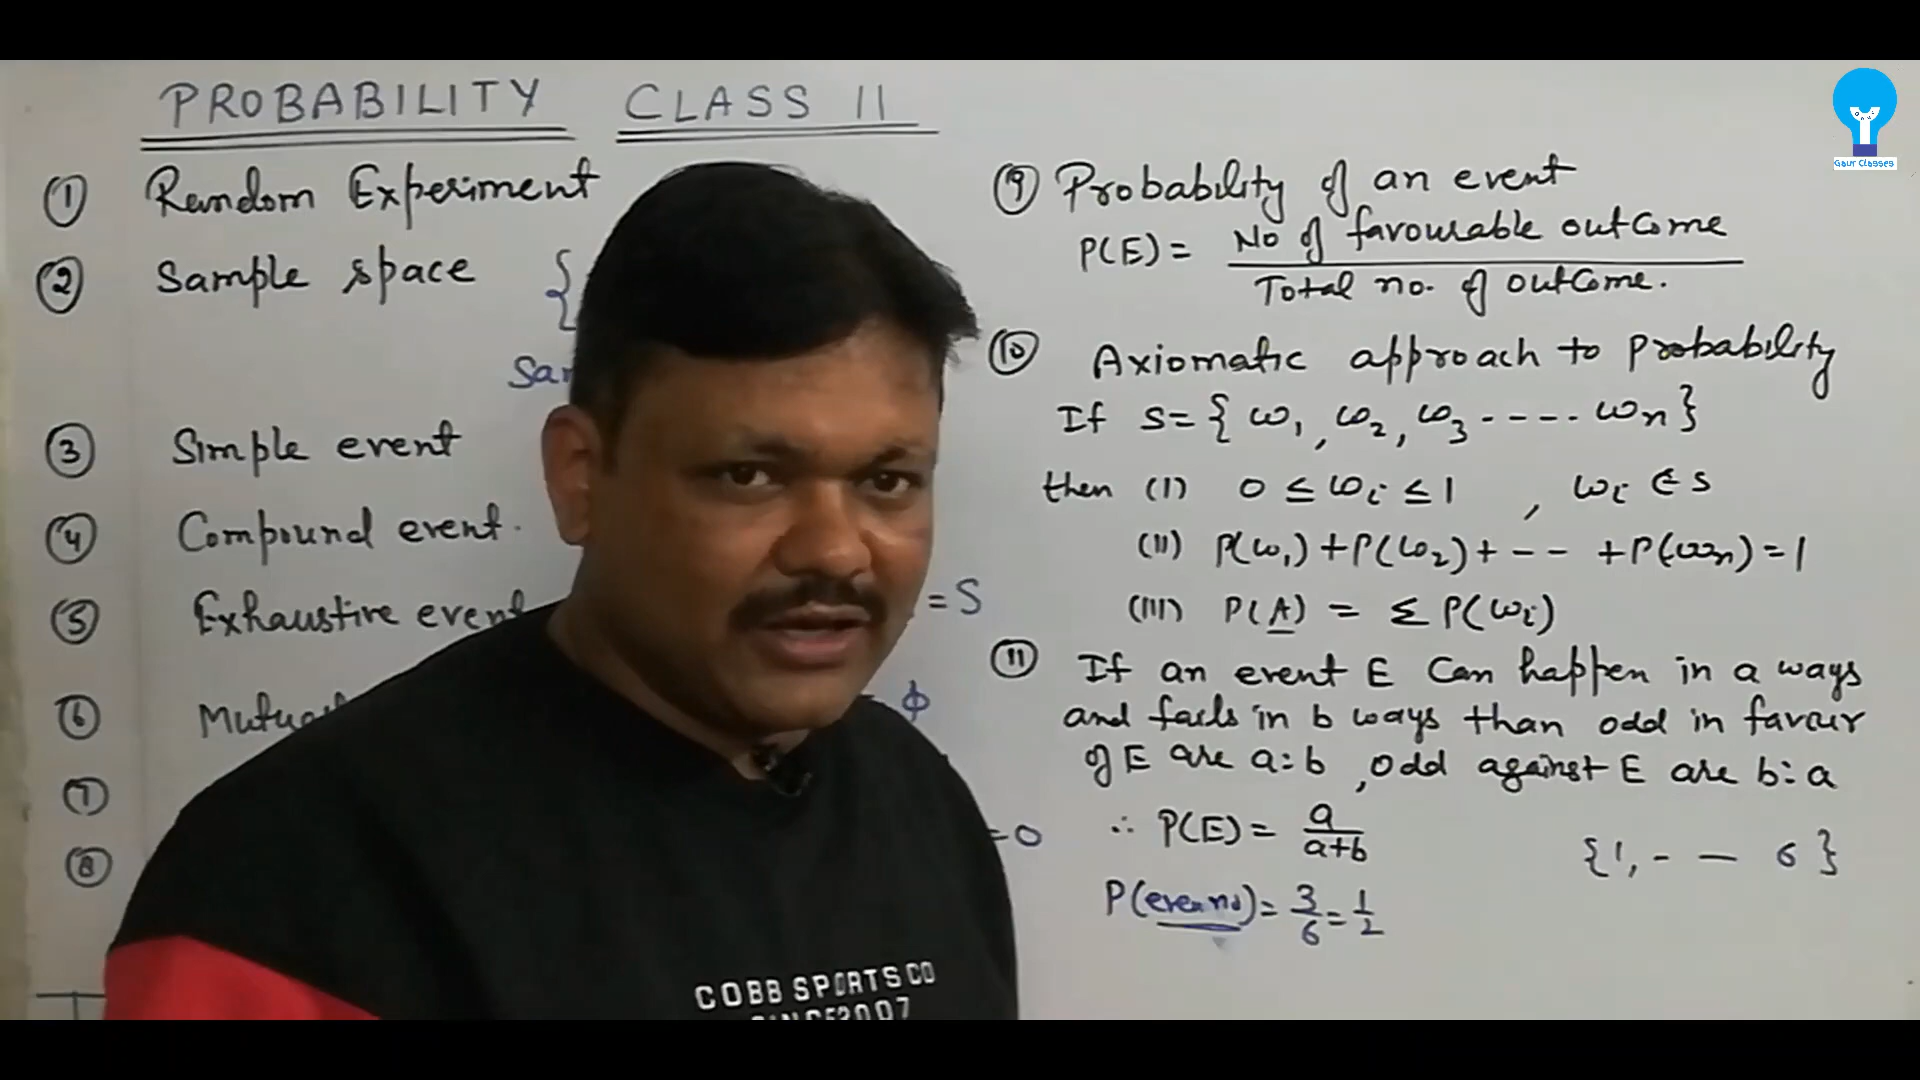 PROBABILITY CLASS 11
① Random Experiment
② Sample space {
③ Simple event
④ Compound event.
⑤ Exhaustive event = S
⑥ = ϕ
⑦
⑧ = 0
⑨ Probability of an event
P(E) = No of favourable outcome
Total no. of outcome.
⑩ Axiomatic approach to probability
If S = { ω1, ω2, ω3 ---- ωn}
then (I) 0 ≤ ωi ≤ 1 , ωi ∈ S
(II) P(ω1) + P(ω2) + -- + P(ωn) = 1
(III) P(A) = Σ P(ωi)
⑪ If an event E can happen in a ways
and fails in b ways than odd in favour
of E are a:b , odd against E are b:a
∴ P(E) = a/a+b {1, - — 6}
P(even no) = 3/6 = 1/2
Gaur Classes
COBB SPORTS CO